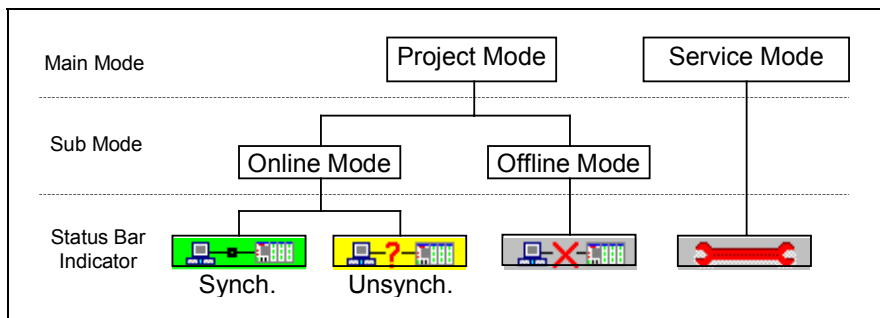 Main Mode
Project Mode
Service Mode
Sub Mode
Online Mode
Offline Mode
Status Bar
Indicator
?
Synch.
Unsynch.